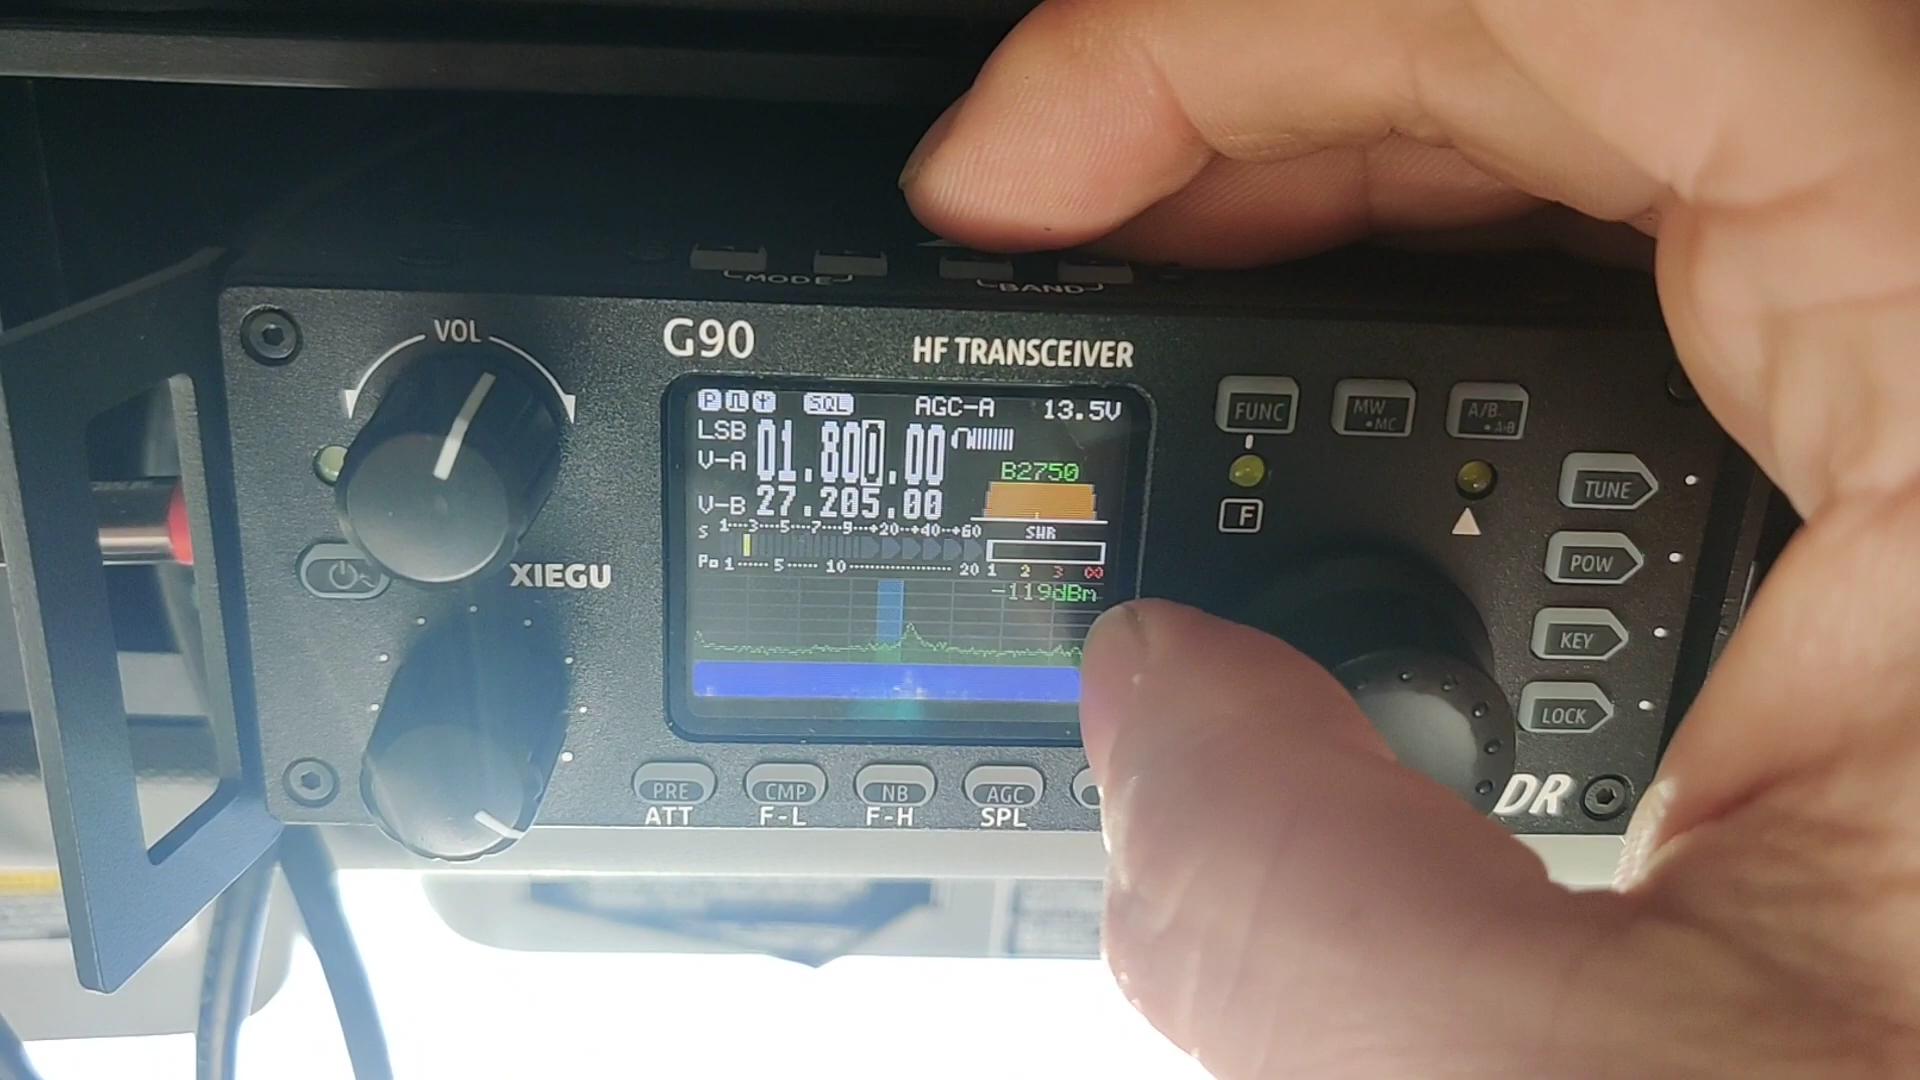 MODE
BAND
VOL
G90
HF TRANSCEIVER
P
SQL
AGC-A
13.5V
LSB
01.800.00
V-A
B2750
V-B
27.205.00
S 1 3 5 7 9 +20 +40 +60
SWR
Po 1 5 10 20
1 2 3 ∞
-119dBm
XIEGU
FUNC
MW
•MC
A/B
•A=B
F
TUNE
POW
KEY
LOCK
PRE
CMP
NB
AGC
ATT
F-L
F-H
SPL
DR